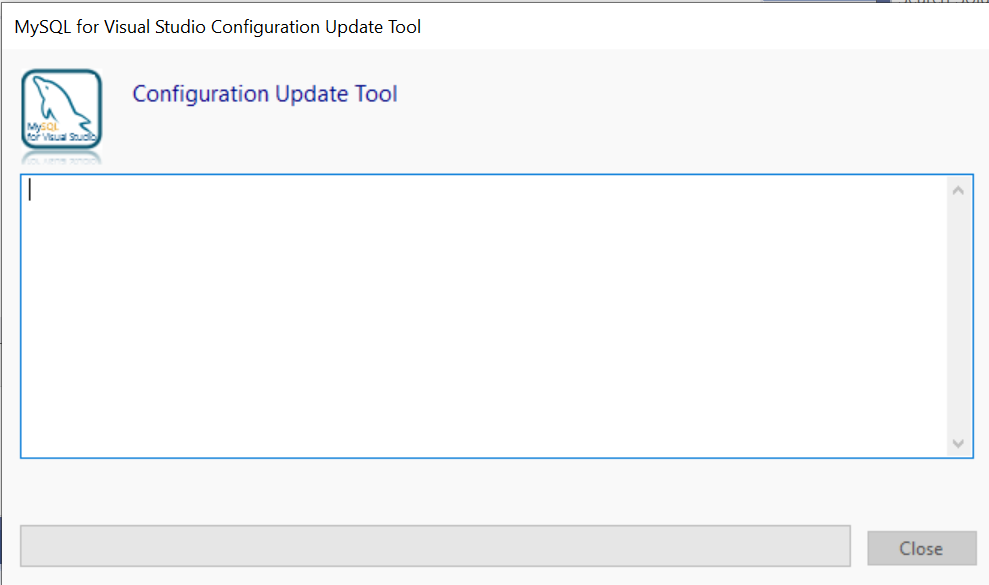 MySQL for Visual Studio Configuration Update Tool
Configuration Update Tool
MySQL
for Visual Studio
Close